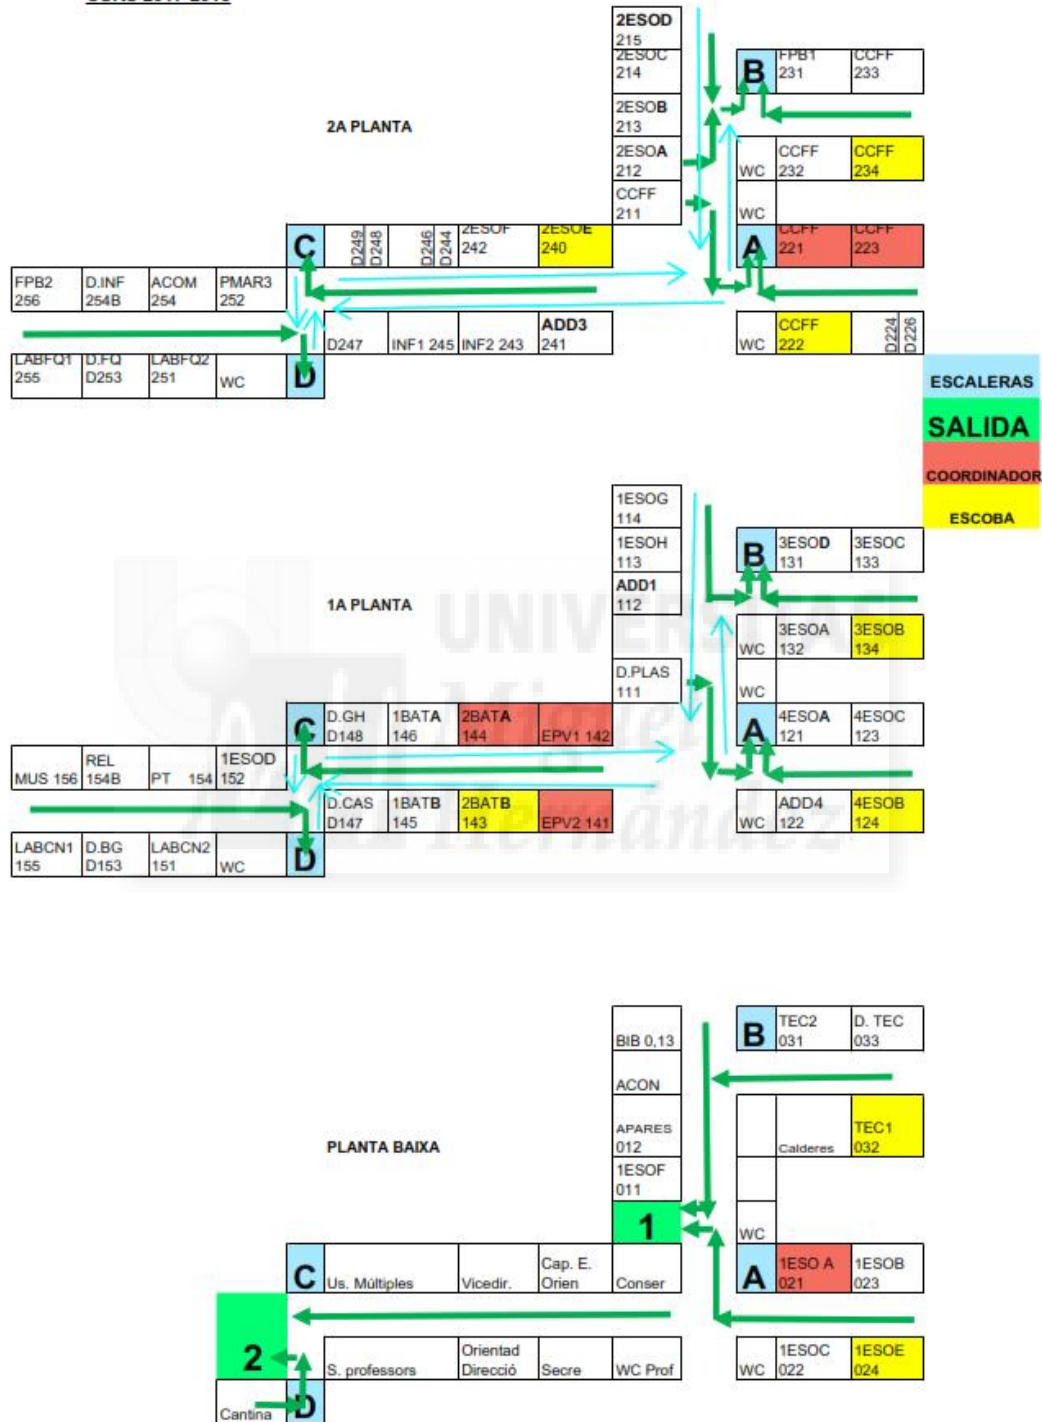 2ESOD
215
2ESOC
214
B
FPB1
231
CCFF
233
2ESOB
213
2A PLANTA
2ESOA
212
WC
CCFF
232
CCFF
234
CCFF
211
WC
C
D249
D248
D246
D244
2ESOF
242
2ESOE
240
A
CCFF
221
CCFF
223
FPB2
256
D.INF
254B
ACOM
254
PMAR3
252
D247
INF1 245
INF2 243
ADD3
241
WC
CCFF
222
D224
D226
LABFQ1
255
D.FQ
D253
LABFQ2
251
WC
D
ESCALERAS
SALIDA
COORDINADOR
ESCOBA
1ESOG
114
1ESOH
113
B
3ESOD
131
3ESOC
133
ADD1
112
1A PLANTA
WC
3ESOA
132
3ESOB
134
D.PLAS
111
WC
C
D.GH
D148
1BATA
146
2BATA
144
EPV1 142
A
4ESOA
121
4ESOC
123
MUS 156
REL
154B
PT 154
1ESOD
152
D.CAS
D147
1BATB
145
2BATB
143
EPV2 141
WC
ADD4
122
4ESOB
124
LABCN1
155
D.BG
D153
LABCN2
151
WC
D
UNIVERSITAS
Miguel
Hernández
BIB 0,13
B
TEC2
031
D. TEC
033
ACON
PLANTA BAIXA
APARES
012
Calderes
TEC1
032
1ESOF
011
1
WC
C
Us. Múltiples
Vicedir.
Cap. E.
Orien
Conser
A
1ESO A
021
1ESOB
023
2
S. professors
Orientad
Direcció
Secre
WC Prof
WC
1ESOC
022
1ESOE
024
Cantina
D